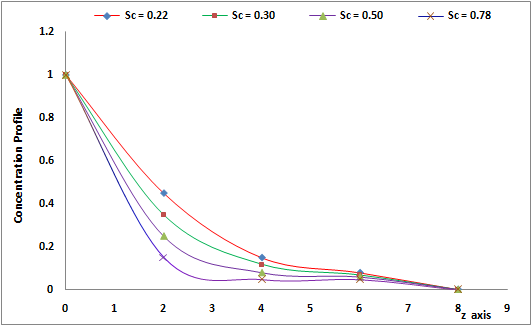 Sc = 0.22 Sc = 0.30 Sc = 0.50 Sc = 0.78
1.2
1
0.8
0.6
0.4
0.2
0
Concentration Profile
0 1 2 3 4 5 6 7 8 9
z axis